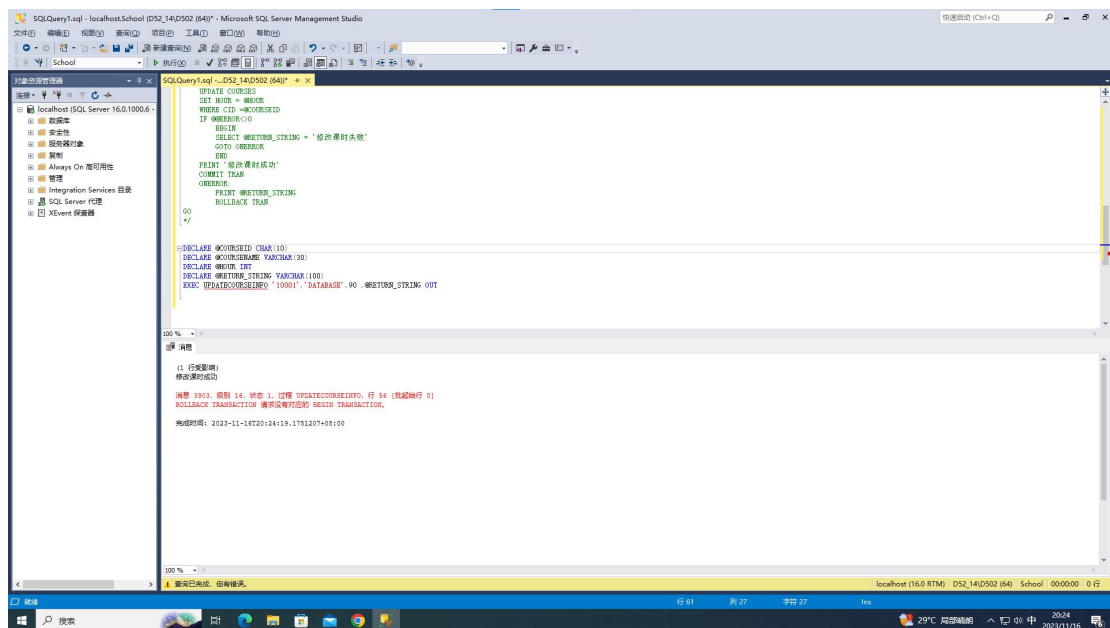 SQLQuery1.sql - localhost.School (D52_14\D502 (64))* - Microsoft SQL Server Management Studio
快速启动 (Ctrl+Q)
文件(F) 编辑(E) 视图(V) 查询(Q) 项目(P) 工具(T) 窗口(W) 帮助(H)
新建查询(N)
School
执行(X)
对象资源管理器
连接
localhost (SQL Server 16.0.1000.6 -
数据库
安全性
服务器对象
复制
Always On 高可用性
管理
Integration Services 目录
SQL Server 代理
XEvent 探查器
SQLQuery1.sql -...D52_14\D502 (64))*
UPDATE COURSES
SET HOUR = @HOUR
WHERE CID =@COURSEID
IF @@ERROR<>0
BEGIN
SELECT @RETURN_STRING = '修改课时失败'
GOTO ONERROR
END
PRINT '修改课时成功'
COMMIT TRAN
ONERROR:
PRINT @RETURN_STRING
ROLLBACK TRAN
GO
*/
DECLARE @COURSEID CHAR(10)
DECLARE @COURSENAME VARCHAR(30)
DECLARE @HOUR INT
DECLARE @RETURN_STRING VARCHAR(100)
EXEC UPDATECOURSEINFO '10001','DATABASE',90 ,@RETURN_STRING OUT
100 %
消息
(1 行受影响)
修改课时成功
消息 3903，级别 16，状态 1，过程 UPDATECOURSEINFO，行 56 [批起始行 0]
ROLLBACK TRANSACTION 请求没有对应的 BEGIN TRANSACTION。
完成时间: 2023-11-16T20:24:19.1751207+08:00
100 %
查询已完成，但有错误。
localhost (16.0 RTM) D52_14\D502 (64) School 00:00:00 0 行
就绪
行 61 列 27 字符 27 Ins
搜索
29°C 局部晴朗
中
20:24
2023/11/16